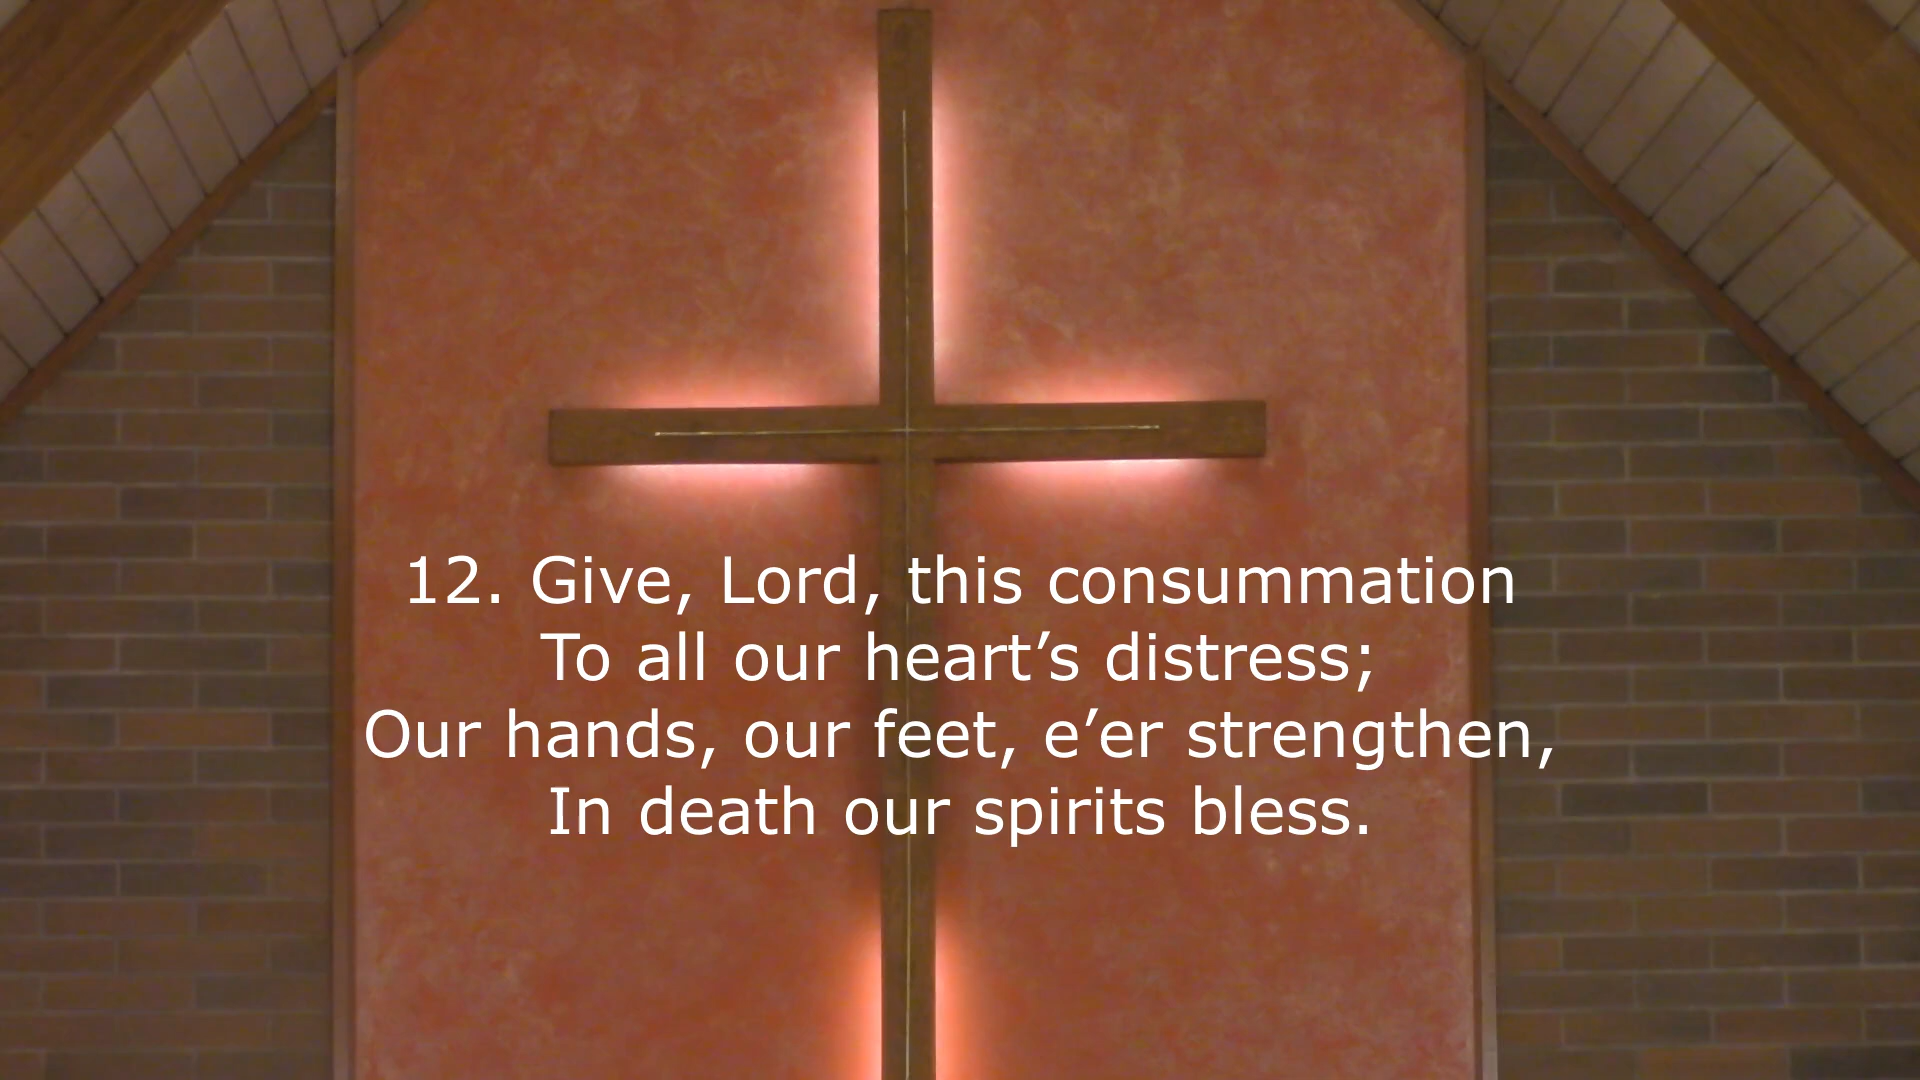 12. Give, Lord, this consummation
To all our heart’s distress;
Our hands, our feet, e’er strengthen,
In death our spirits bless.